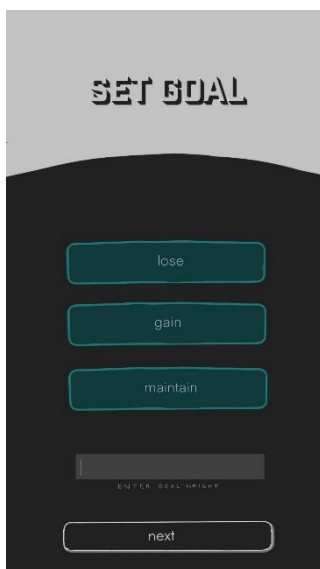 SET GOAL
lose
gain
maintain
ENTER GOAL WEIGHT
next